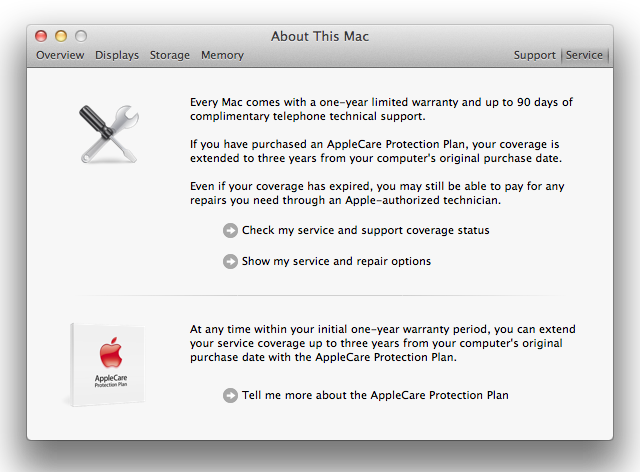 About This Mac
Overview Displays Storage Memory Support Service
Every Mac comes with a one-year limited warranty and up to 90 days of
complimentary telephone technical support.
If you have purchased an AppleCare Protection Plan, your coverage is
extended to three years from your computer's original purchase date.
Even if your coverage has expired, you may still be able to pay for any
repairs you need through an Apple-authorized technician.
Check my service and support coverage status
Show my service and repair options
AppleCare
Protection Plan
At any time within your initial one-year warranty period, you can extend
your service coverage up to three years from your computer's original
purchase date with the AppleCare Protection Plan.
Tell me more about the AppleCare Protection Plan